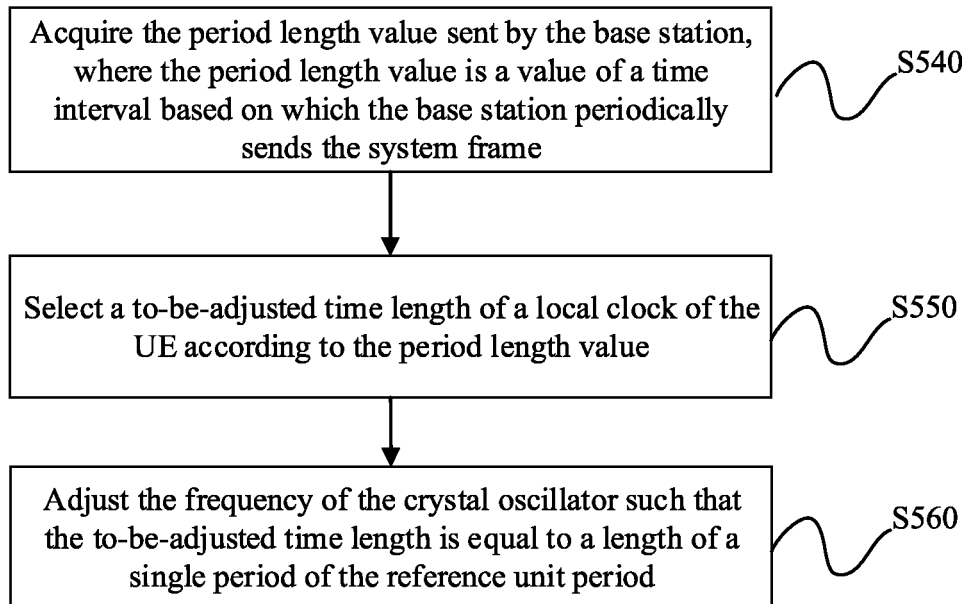 Acquire the period length value sent by the base station,
where the period length value is a value of a time
interval based on which the base station periodically
sends the system frame
S540
Select a to-be-adjusted time length of a local clock of the
UE according to the period length value
S550
Adjust the frequency of the crystal oscillator such that
the to-be-adjusted time length is equal to a length of a
single period of the reference unit period
S560